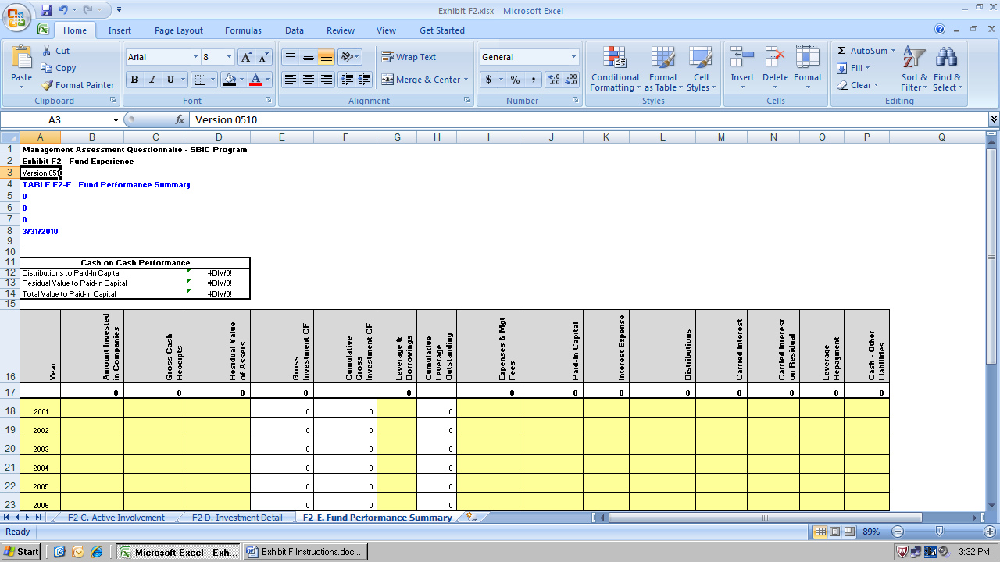 Exhibit F2.xlsx - Microsoft Excel
Home Insert Page Layout Formulas Data Review View Get Started
Paste Cut Copy Format Painter
Arial 8 A A Wrap Text General
B I U A Merge & Center $ % ,
Conditional Formatting Format as Table Cell Styles
Insert Delete Format
AutoSum Fill Clear Sort & Filter Find & Select
Clipboard Font Alignment Number Styles Cells Editing
A3 fx Version 0510
A B C D E F G H I J K L M N O P Q
1 Management Assessment Questionnaire - SBIC Program
2 Exhibit F2 - Fund Experience
3 Version 051
4 TABLE F2-E. Fund Performance Summary
5 0
6 0
7 0
8 3/31/2010
9
10
11 Cash on Cash Performance
12 Distributions to Paid-In Capital #DIV/0!
13 Residual Value to Paid-In Capital #DIV/0!
14 Total Value to Paid-In Capital #DIV/0!
15
16 Year Amount Invested in Companies Gross Cash Receipts Residual Value of Assets Gross Investment CF Cumulative Gross Investment CF Leverage & Borrowings Cumulative Leverage Outstanding Expenses & Mgt Fees Paid-In Capital Interest Expense Distributions Carried Interest Carried Interest on Residual Leverage Repayment Cash - Other Liabilities
17 0 0 0 0 0 0 0 0 0 0 0 0 0
18 2001 0 0 0
19 2002 0 0 0
20 2003 0 0 0
21 2004 0 0 0
22 2005 0 0 0
23 2006 0 0 0
F2-C. Active Involvement F2-D. Investment Detail F2-E. Fund Performance Summary
Ready 89%
Start Microsoft Excel - Exh... Exhibit F Instructions.doc ... 3:32 PM